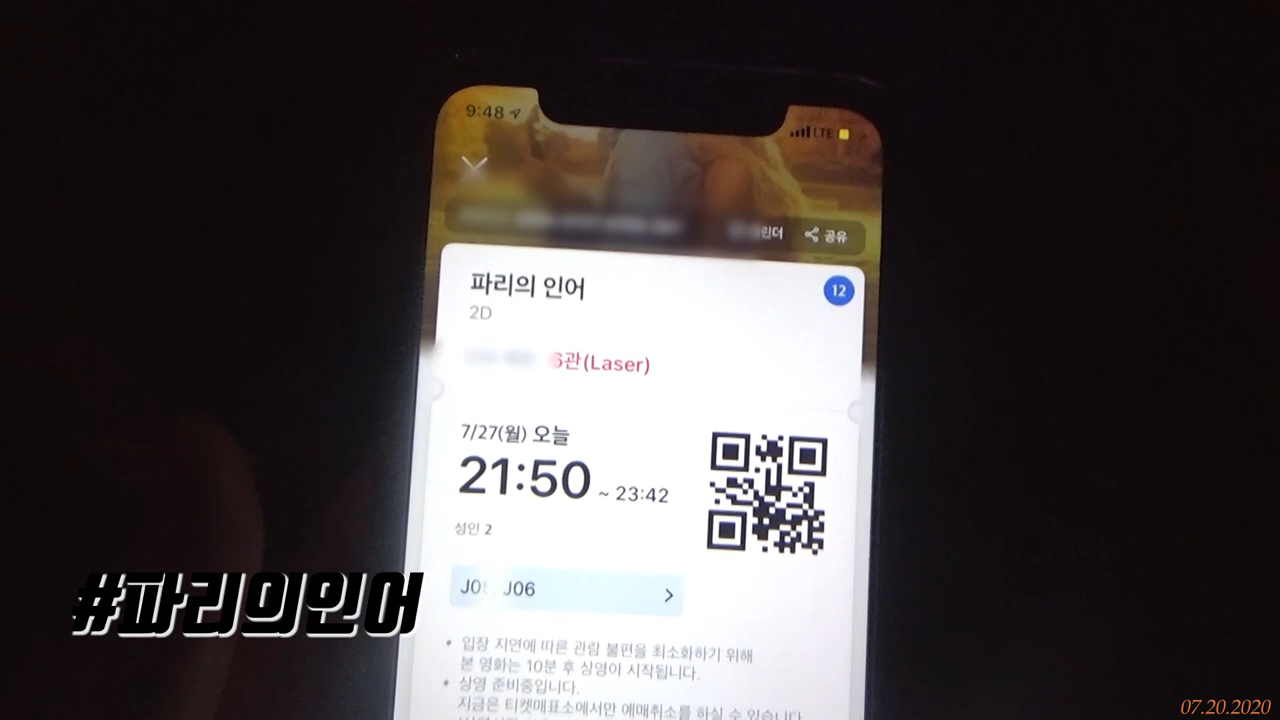 9:48
LTE
린더
공유
파리의 인어
12
2D
6관(Laser)
7/27(월) 오늘
21:50 ~ 23:42
성인 2
J06
#파리의인어
• 입장 지연에 따른 관람 불편을 최소화하기 위해
본 영화는 10분 후 상영이 시작됩니다.
• 상영 준비중입니다.
지금은 티켓매표소에서만 예매취소를 하실 수 있습니다
07.20.2020